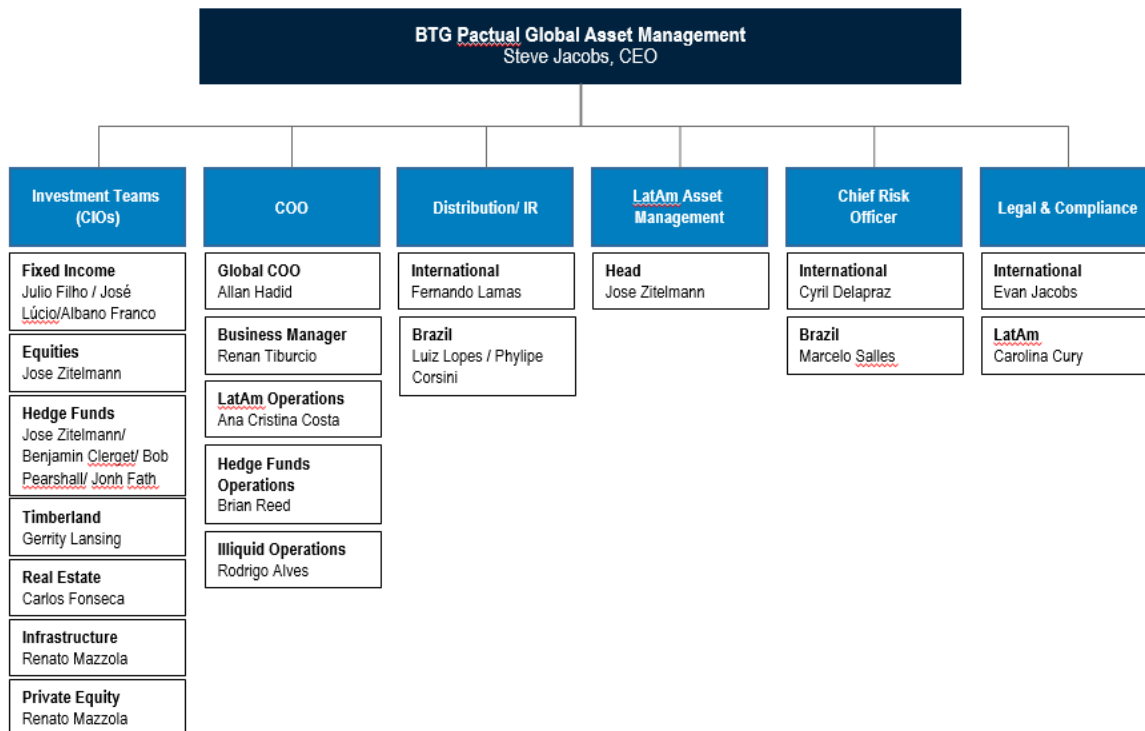 BTG Pactual Global Asset Management
Steve Jacobs, CEO
Investment Teams
(CIOs)
Fixed Income
Julio Filho / José
Lúcio/Albano Franco
Equities
Jose Zitelmann
Hedge Funds
Jose Zitelmann/
Benjamin Clerget/ Bob
Pearshall/ Jonh Fath
Timberland
Gerrity Lansing
Real Estate
Carlos Fonseca
Infrastructure
Renato Mazzola
Private Equity
Renato Mazzola
COO
Global COO
Allan Hadid
Business Manager
Renan Tiburcio
LatAm Operations
Ana Cristina Costa
Hedge Funds
Operations
Brian Reed
Illiquid Operations
Rodrigo Alves
Distribution/ IR
International
Fernando Lamas
Brazil
Luiz Lopes / Phylipe
Corsini
LatAm Asset
Management
Head
Jose Zitelmann
Chief Risk
Officer
International
Cyril Delapraz
Brazil
Marcelo Salles
Legal & Compliance
International
Evan Jacobs
LatAm
Carolina Cury